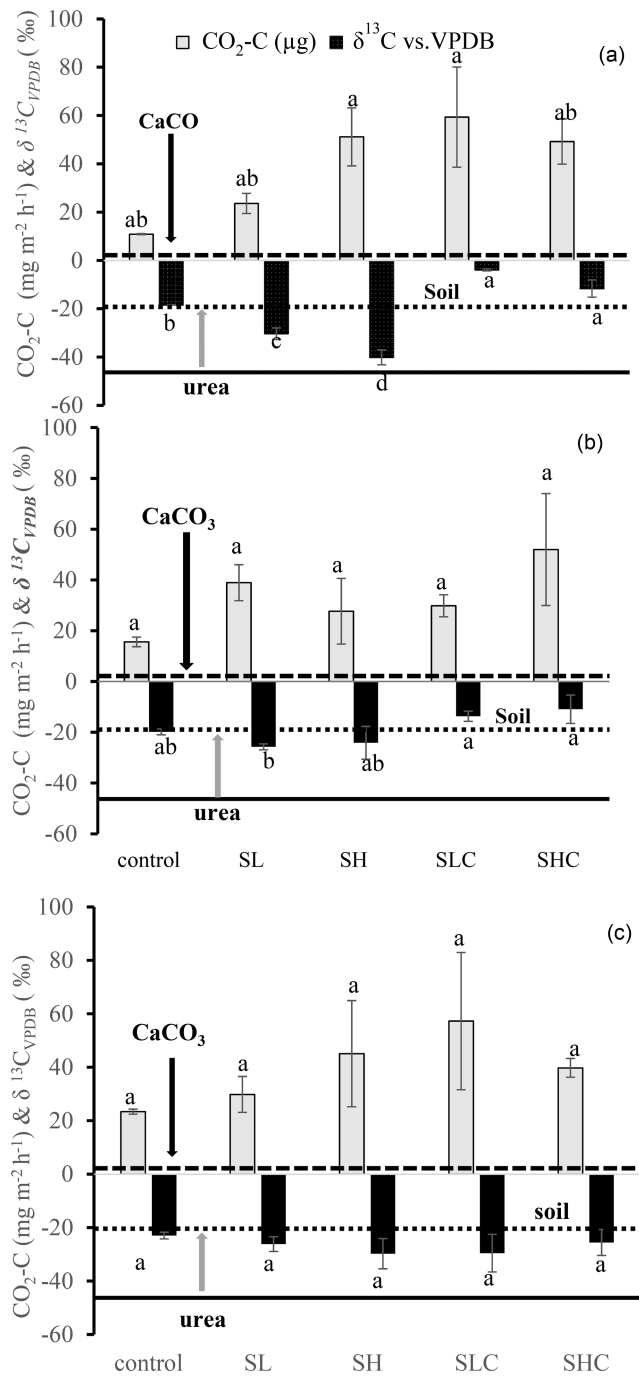 CO₂-C (µg) δ¹³C vs.VPDB
(a)
CO₂-C (mg m⁻² h⁻¹) & δ ¹³C_VPDB (‰)
100
80
60
40
20
0
-20
-40
-60
CaCO
ab ab a a ab
b c d a a
Soil
urea
(b)
CO₂-C (mg m⁻² h⁻¹) & δ ¹³C_VPDB (‰)
100
80
60
40
20
0
-20
-40
-60
CaCO₃
a a a a a
ab b ab a a
Soil
urea
control SL SH SLC SHC
(c)
CO₂-C (mg m⁻² h⁻¹) & δ ¹³C_VPDB (‰)
100
80
60
40
20
0
-20
-40
-60
CaCO₃
a a a a a
a a a a a
soil
urea
control SL SH SLC SHC